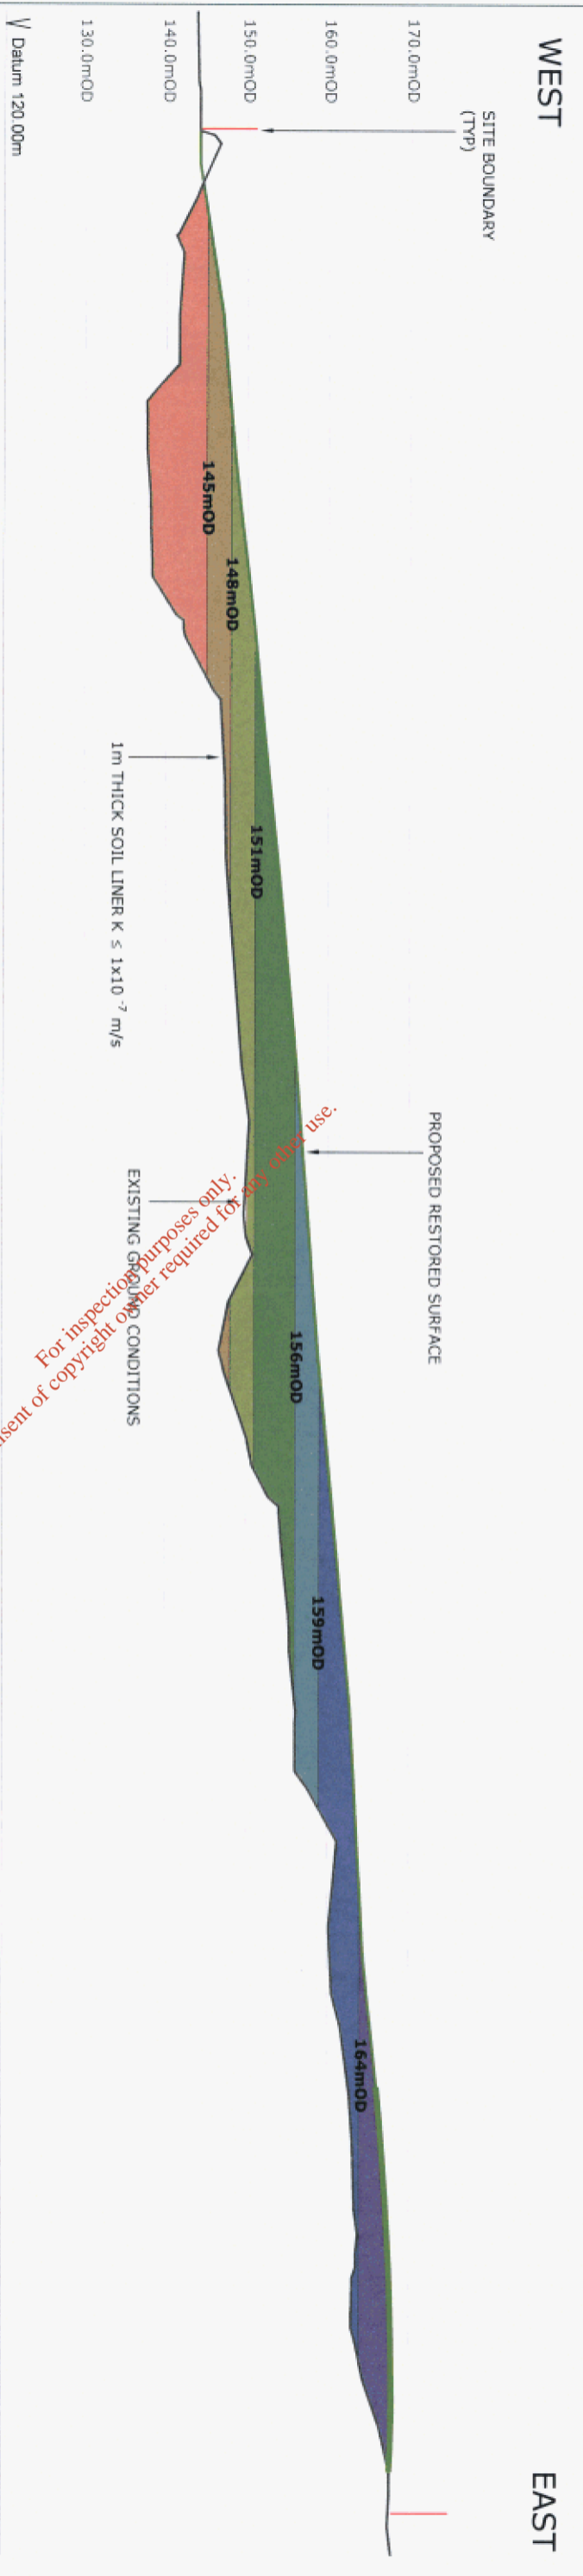 WEST
EAST
SITE BOUNDARY
(TYP)
170.0mOD
160.0mOD
150.0mOD
140.0mOD
130.0mOD
Datum 120.00m
145mOD
148mOD
151mOD
156mOD
159mOD
164mOD
1m THICK SOIL LINER K ≤ 1x10 -7 m/s
PROPOSED RESTORED SURFACE
EXISTING GROUND CONDITIONS
For inspection purposes only.
of copyright owner required for any other use.